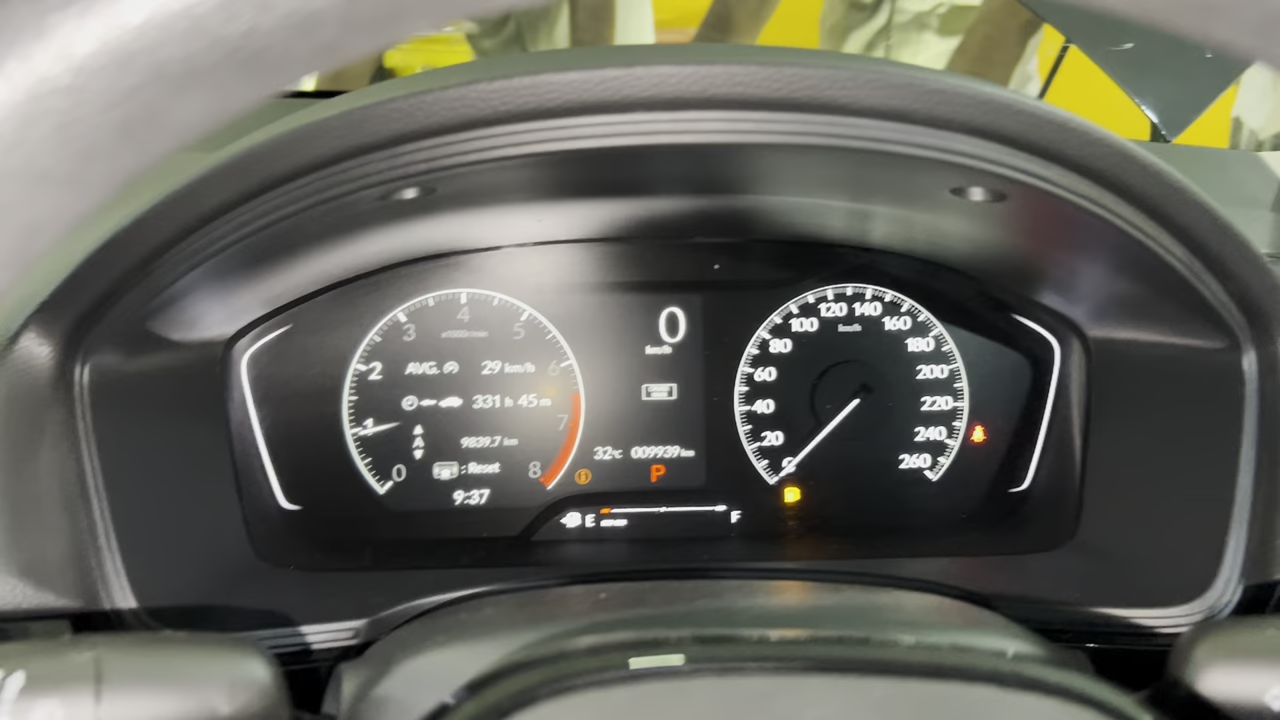 4
3
5
x1000r/min
2
AVG.
29 km/h
6
331 h 45 m
7
1
A
9839.7 km
: Reset
0
8
9:37
0
km/h
32°C
009939 km
P
E
F
120
140
100
km/h
160
80
180
60
200
40
220
20
240
0
260